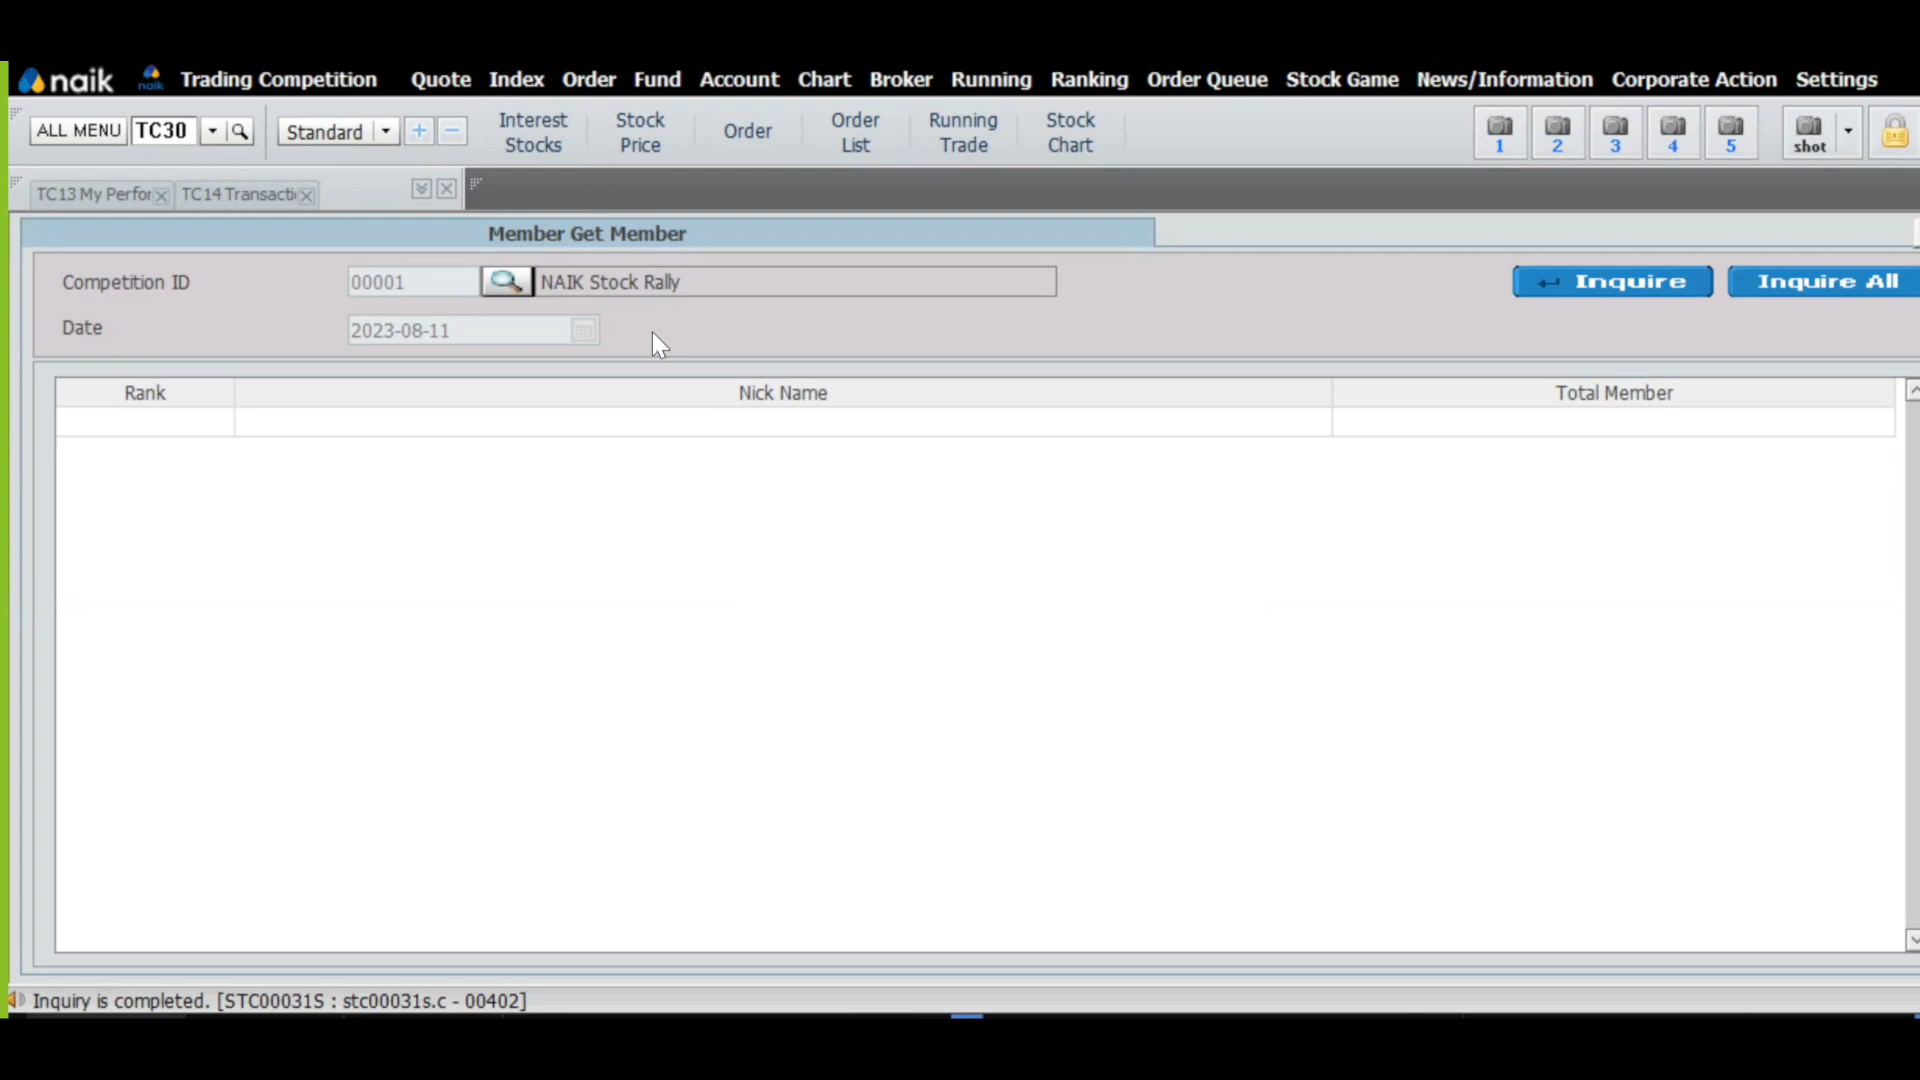 naik naik Trading Competition Quote Index Order Fund Account Chart Broker Running Ranking Order Queue Stock Game News/Information Corporate Action Settings
ALL MENU TC30 Standard + − Interest Stocks Stock Price Order Order List Running Trade Stock Chart 1 2 3 4 5 shot
TC13 My Perfor TC14 Transacti
Member Get Member
Competition ID 00001 NAIK Stock Rally Inquire Inquire All
Date 2023-08-11
Rank Nick Name Total Member
Inquiry is completed. [STC00031S : stc00031s.c - 00402]